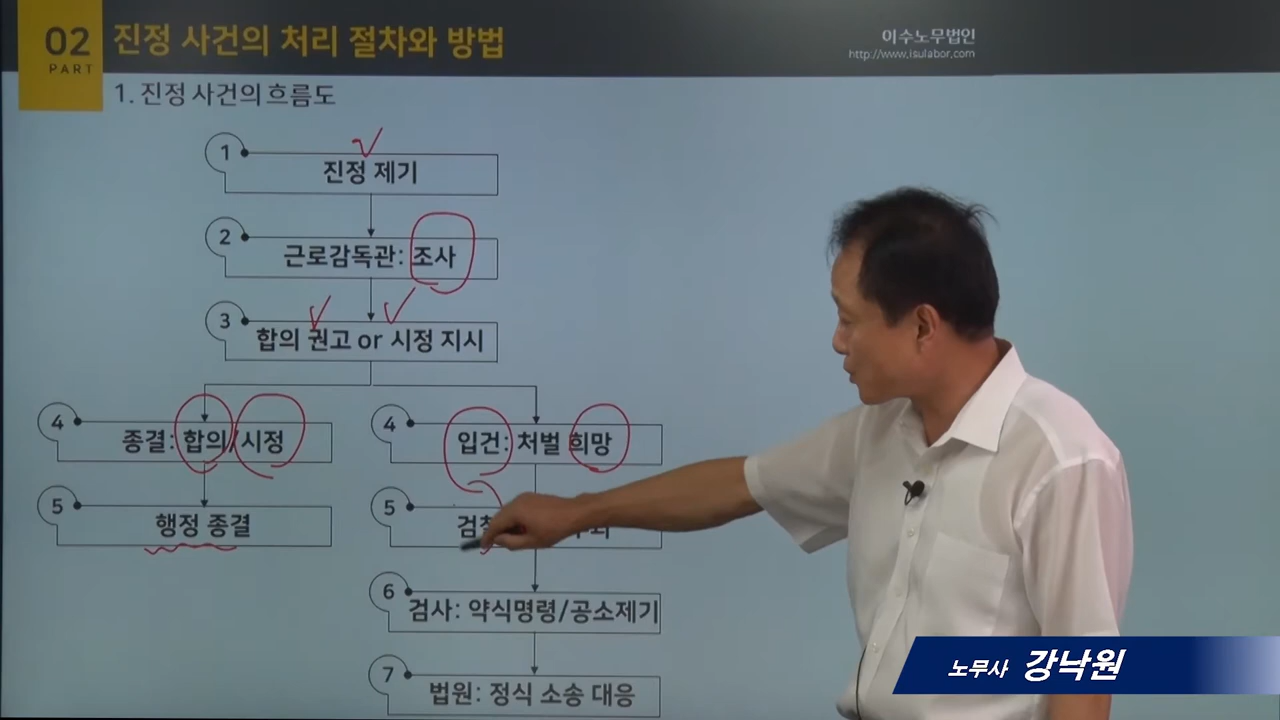 02
PART
진정 사건의 처리 절차와 방법
이수노무법인
http://www.isulabor.com
1. 진정 사건의 흐름도
1
진정 제기
2
근로감독관: 조사
3
합의 권고 or 시정 지시
4
종결: 합의/시정
4
입건: 처벌 희망
5
행정 종결
5
6
검사: 약식명령/공소제기
7
법원: 정식 소송 대응
노무사 강낙원